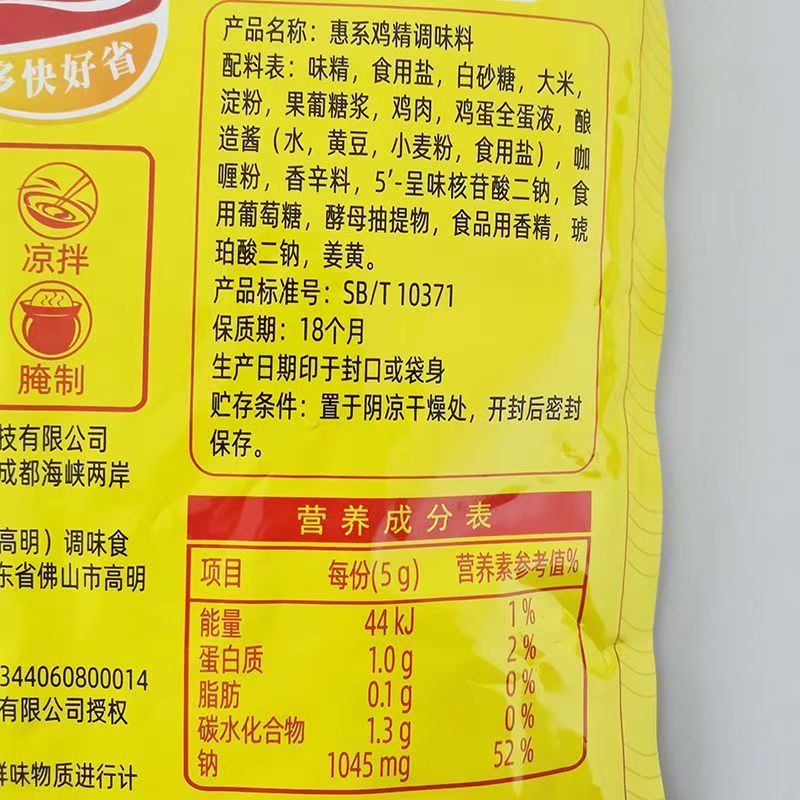 多快好省
凉拌
腌制
技有限公司
成都海峡两岸
高明）调味食
东省佛山市高明
344060800014
有限公司授权
鲜味物质进行计
产品名称：惠系鸡精调味料
配料表：味精，食用盐，白砂糖，大米，
淀粉，果葡糖浆，鸡肉，鸡蛋全蛋液，酿
造酱（水，黄豆，小麦粉，食用盐），咖
喱粉，香辛料，5′-呈味核苷酸二钠，食
用葡萄糖，酵母抽提物，食品用香精，琥
珀酸二钠，姜黄。
产品标准号：SB/T 10371
保质期：18个月
生产日期印于封口或袋身
贮存条件：置于阴凉干燥处，开封后密封
保存。
营养成分表
项目 每份(5 g) 营养素参考值%
能量 44 kJ 1 %
蛋白质 1.0 g 2 %
脂肪 0.1 g 0 %
碳水化合物 1.3 g 0 %
钠 1045 mg 52 %